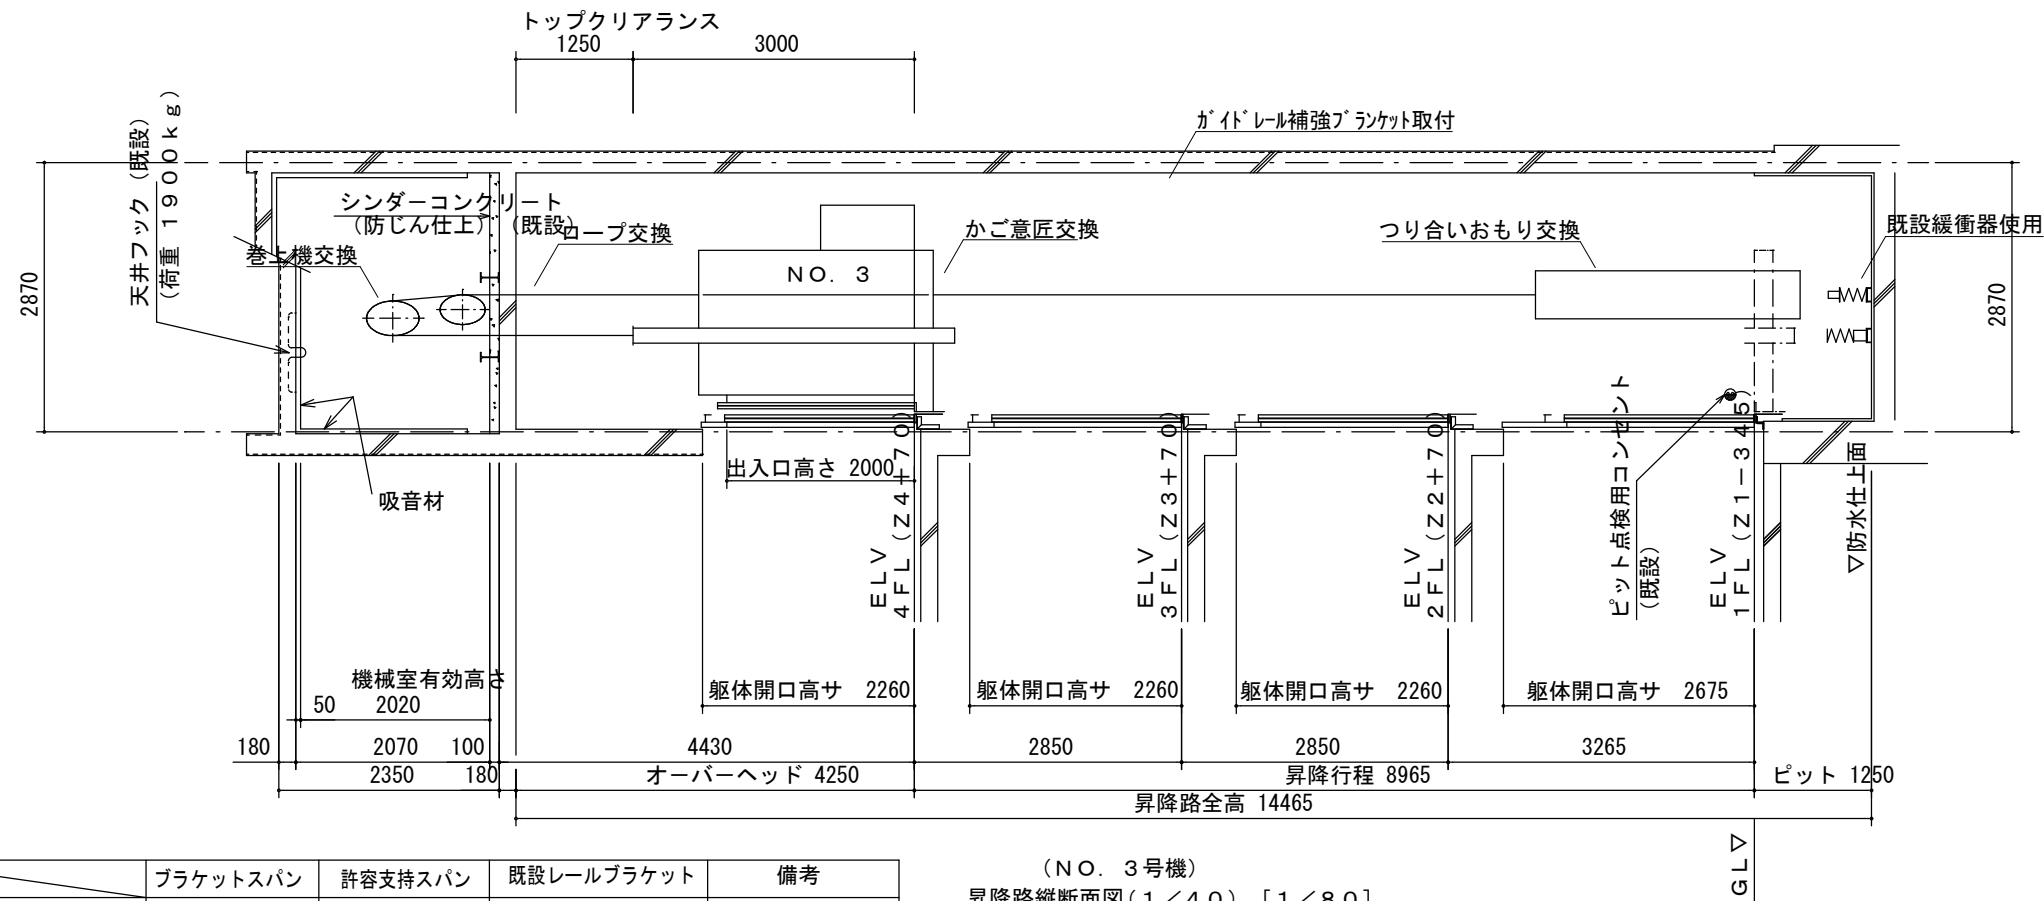 トップクリアランス
1250
3000
ガイドレール補強ブランケット取付
天井フック (既設)
(荷重 1900kg)
2870
シンダーコンクリート
(防じん仕上) (既設)
巻上機交換
ロープ交換
NO. 3
かご意匠交換
つり合いおもり交換
既設緩衝器使用
2870
吸音材
出入口高さ 2000
ELV
4FL (Z4+70)
ELV
3FL (Z3+70)
ELV
2FL (Z2+70)
ピット点検用コンセント
(既設)
ELV
1FL (Z1-345)
▽防水仕上面
機械室有効高さ
50
2020
躯体開口高サ 2260
躯体開口高サ 2260
躯体開口高サ 2260
躯体開口高サ 2675
180
2070
100
4430
2850
2850
3265
2350
180
オーバーヘッド 4250
昇降行程 8965
ピット 1250
昇降路全高 14465
GL▽
ブラケットスパン
許容支持スパン
既設レールブラケット
備考
(NO. 3号機)
昇降路縦断面図(1/40) [1/80]